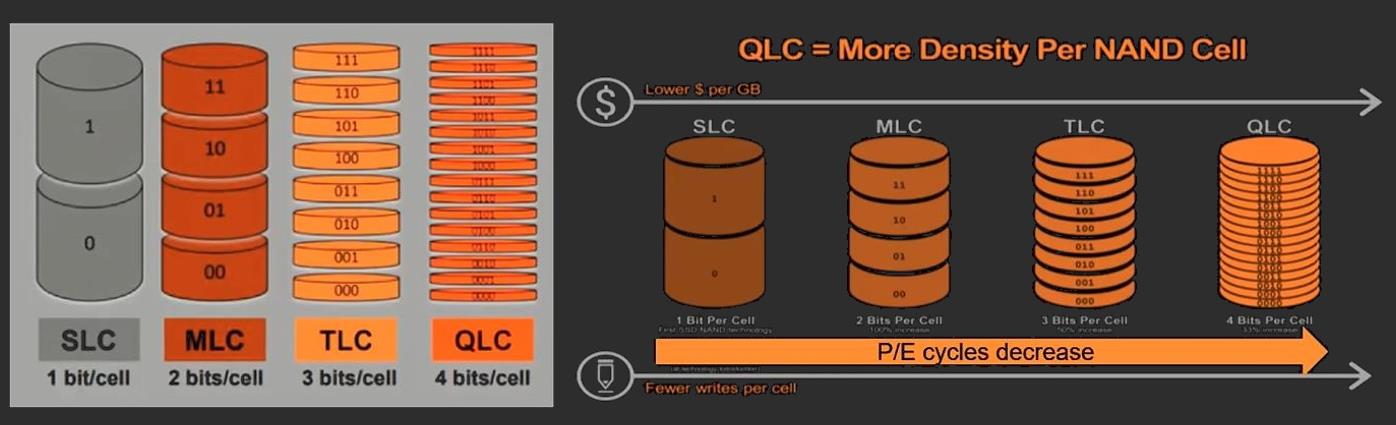 1
0
SLC
1 bit/cell
11
10
01
00
MLC
2 bits/cell
111
110
101
100
011
010
001
000
TLC
3 bits/cell
1111
1110
1101
1100
1011
1010
1001
1000
0111
0110
0101
0100
0110
0010
0001
0000
QLC
4 bits/cell
QLC = More Density Per NAND Cell
$
Lower $ per GB
SLC
1
0
1 Bit Per Cell
First SSD NAND technology
MLC
11
10
01
00
2 Bits Per Cell
100% increase
TLC
111
110
101
100
011
010
001
000
3 Bits Per Cell
50% increase
QLC
1111
1110
1101
1100
1011
1010
1001
1000
0111
0110
0101
0100
0010
0001
0000
4 Bits Per Cell
33% increase
P/E cycles decrease
Fewer writes per cell